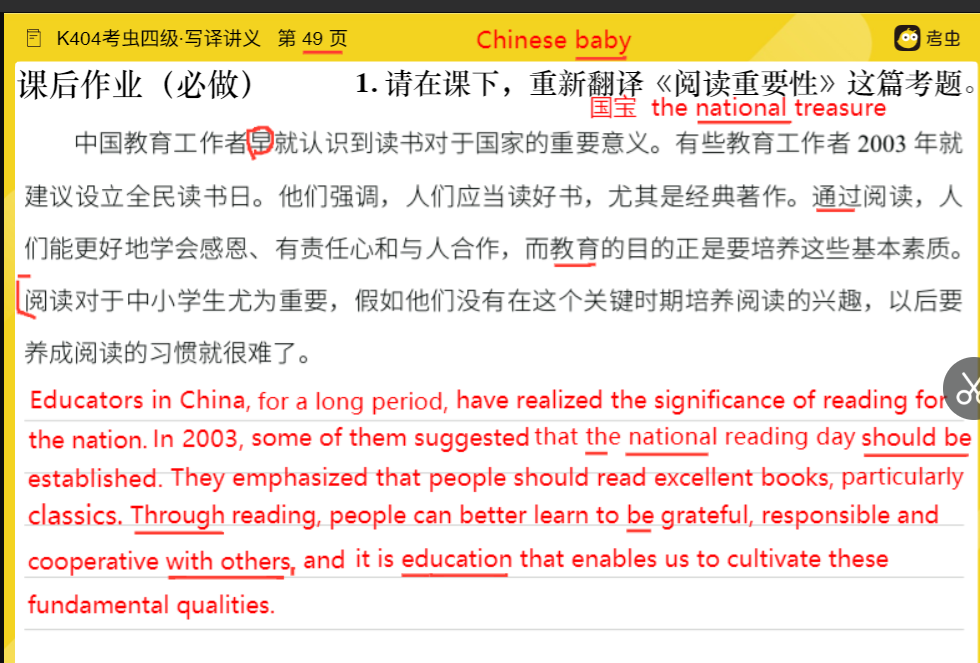 K404考虫四级·写译讲义 第 49 页 Chinese baby 考虫
课后作业（必做） 1. 请在课下，重新翻译《阅读重要性》这篇考题。
国宝 the national treasure
中国教育工作者早就认识到读书对于国家的重要意义。有些教育工作者 2003 年就
建议设立全民读书日。他们强调，人们应当读好书，尤其是经典著作。通过阅读，人
们能更好地学会感恩、有责任心和与人合作，而教育的目的正是要培养这些基本素质。
阅读对于中小学生尤为重要，假如他们没有在这个关键时期培养阅读的兴趣，以后要
养成阅读的习惯就很难了。
Educators in China, for a long period, have realized the significance of reading for
the nation. In 2003, some of them suggested that the national reading day should be
established. They emphasized that people should read excellent books, particularly
classics. Through reading, people can better learn to be grateful, responsible and
cooperative with others, and it is education that enables us to cultivate these
fundamental qualities.